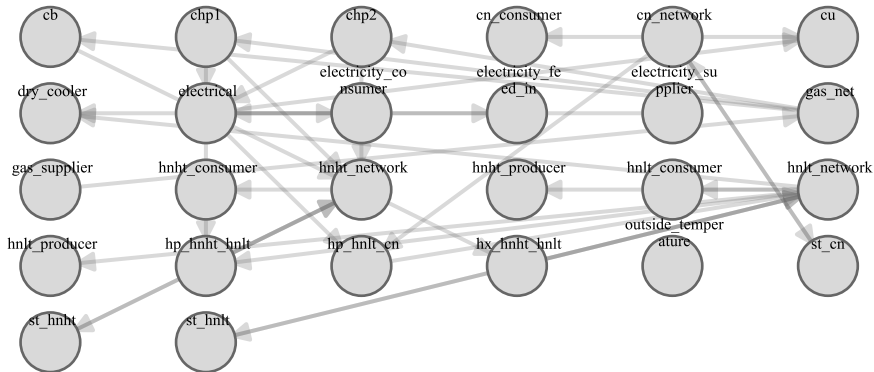 cb
chp1
chp2
cn_consumer
cn_network
cu
dry_cooler
electrical
electricity_co
nsumer
electricity_fe
ed_in
electricity_su
pplier
gas_net
gas_supplier
hnht_consumer
hnht_network
hnht_producer
hnlt_consumer
hnlt_network
hnlt_producer
hp_hnht_hnlt
hp_hnlt_cn
hx_hnht_hnlt
outside_temper
ature
st_cn
st_hnht
st_hnlt